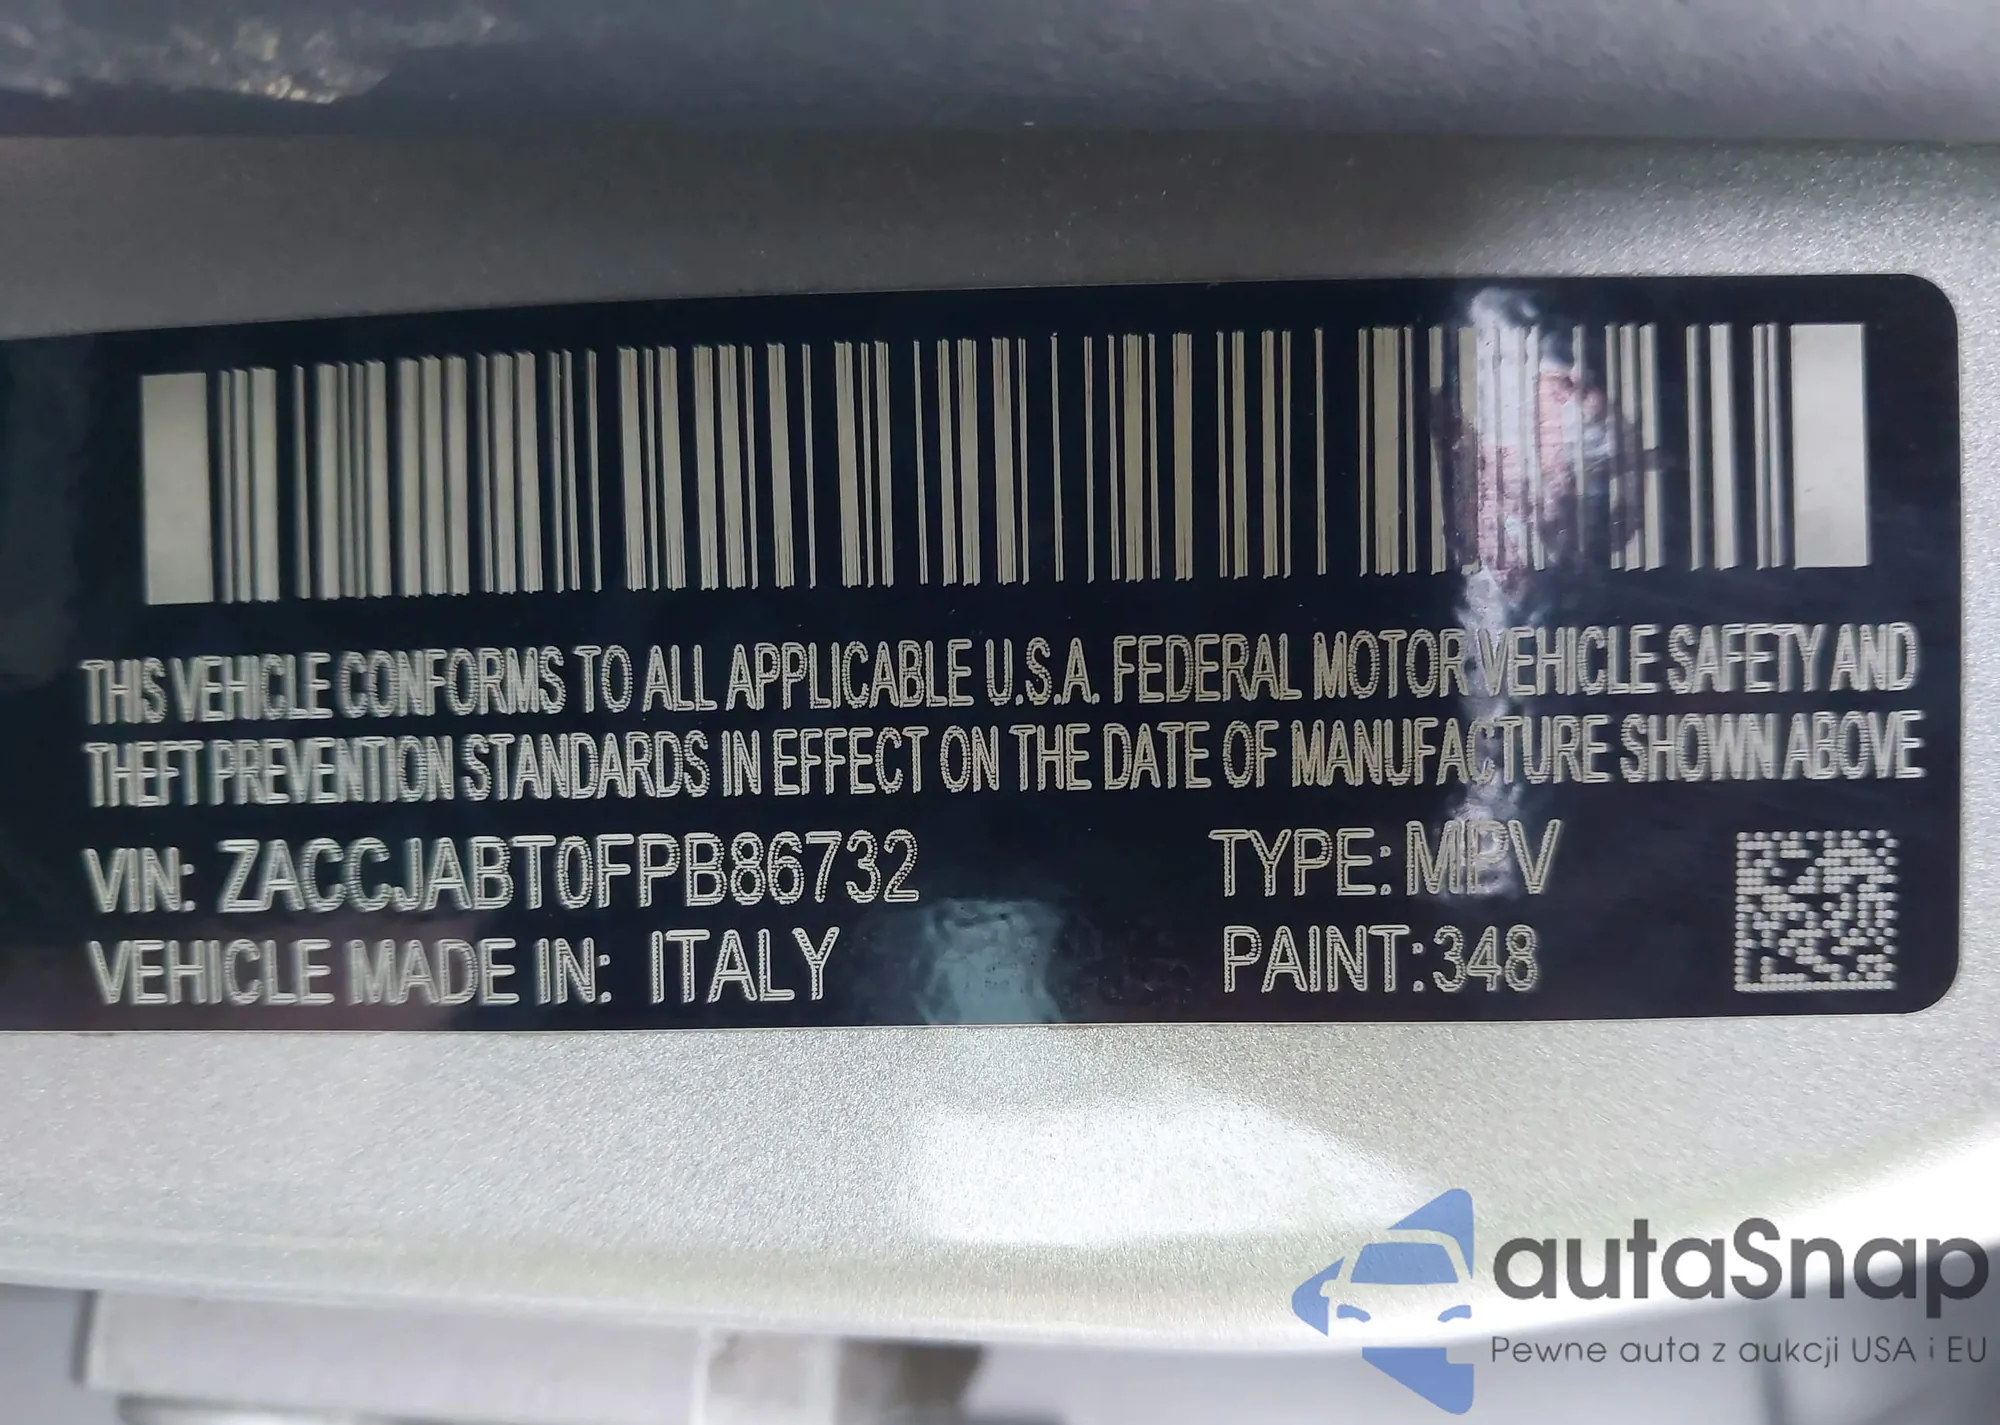 THIS VEHICLE CONFORMS TO ALL APPLICABLE U.S.A. FEDERAL MOTOR VEHICLE SAFETY AND
THEFT PREVENTION STANDARDS IN EFFECT ON THE DATE OF MANUFACTURE SHOWN ABOVE
VIN: ZACCJABT0FPB86732 TYPE: MPV
VEHICLE MADE IN: ITALY PAINT:348
autaSnap
Pewne auta z aukcji USA i EU